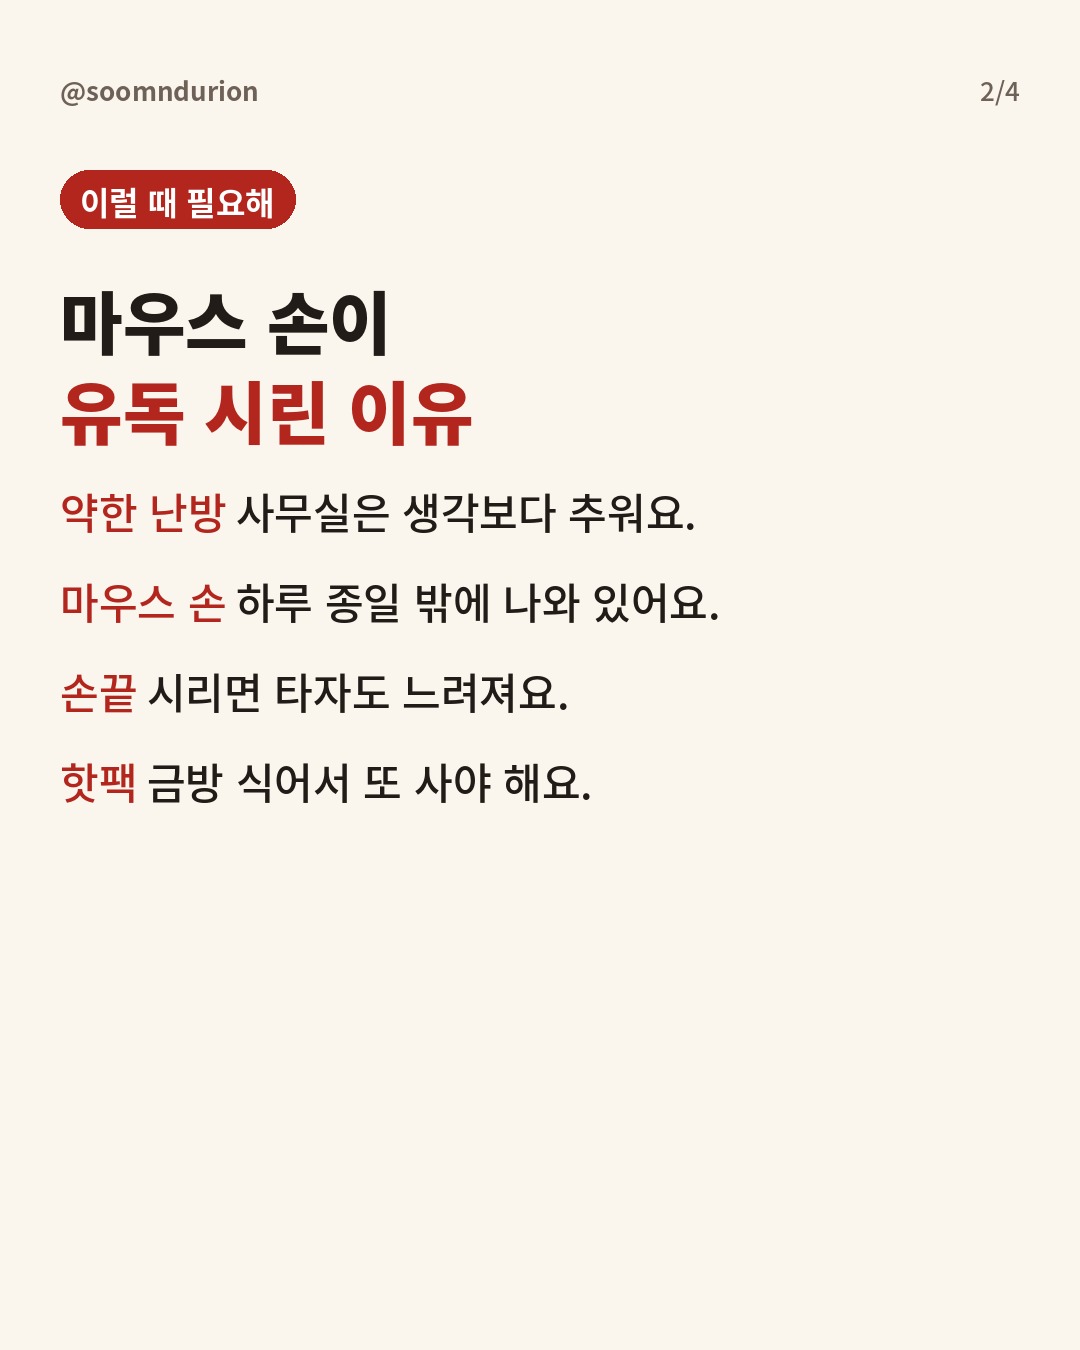 @soomndurion
2/4
이럴 때 필요해
마우스 손이
유독 시린 이유
약한 난방 사무실은 생각보다 추워요.
마우스 손 하루 종일 밖에 나와 있어요.
손끝 시리면 타자도 느려져요.
핫팩 금방 식어서 또 사야 해요.